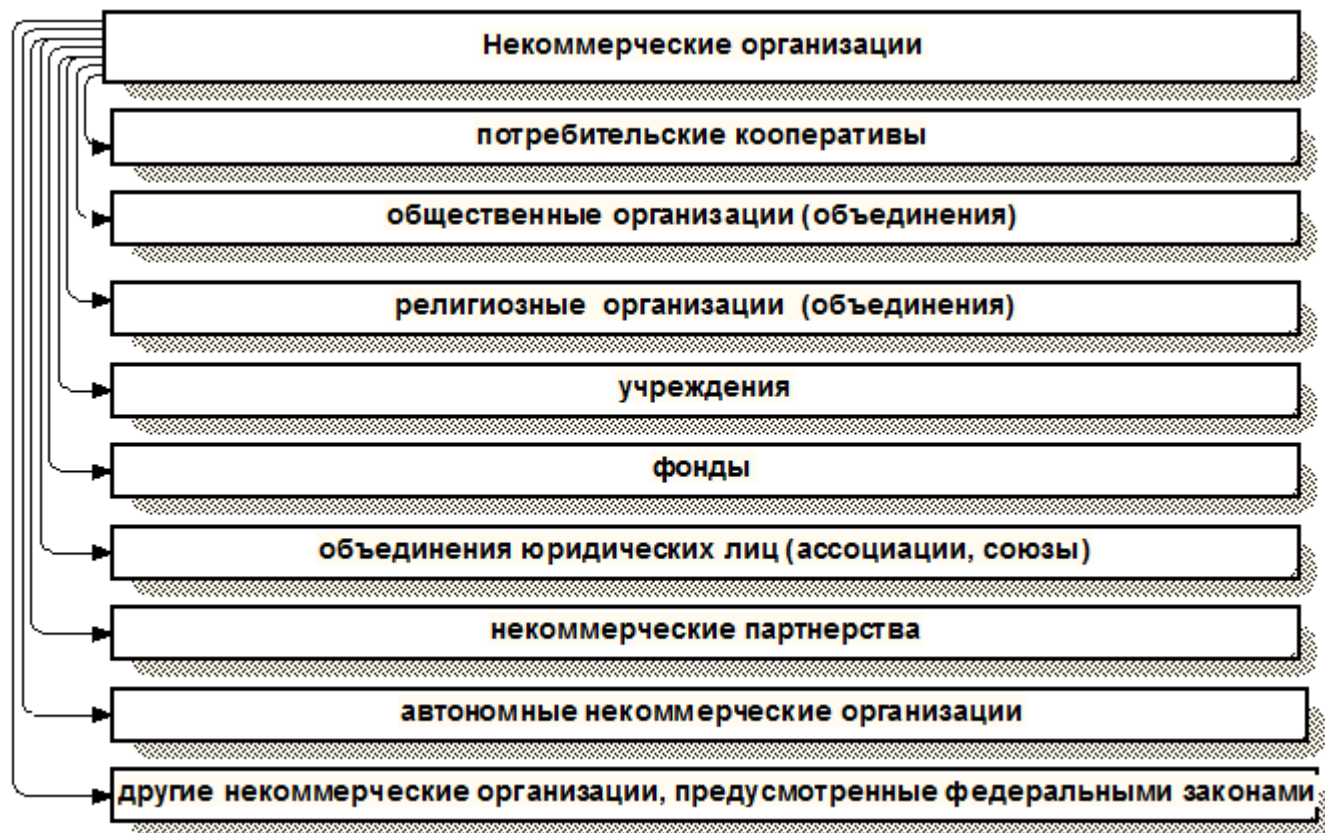 Некоммерческие организации
потребительские кооперативы
общественные организации (объединения)
религиозные организации (объединения)
учреждения
фонды
объединения юридических лиц (ассоциации, союзы)
некоммерческие партнерства
автономные некоммерческие организации
другие некоммерческие организации, предусмотренные федеральными законами